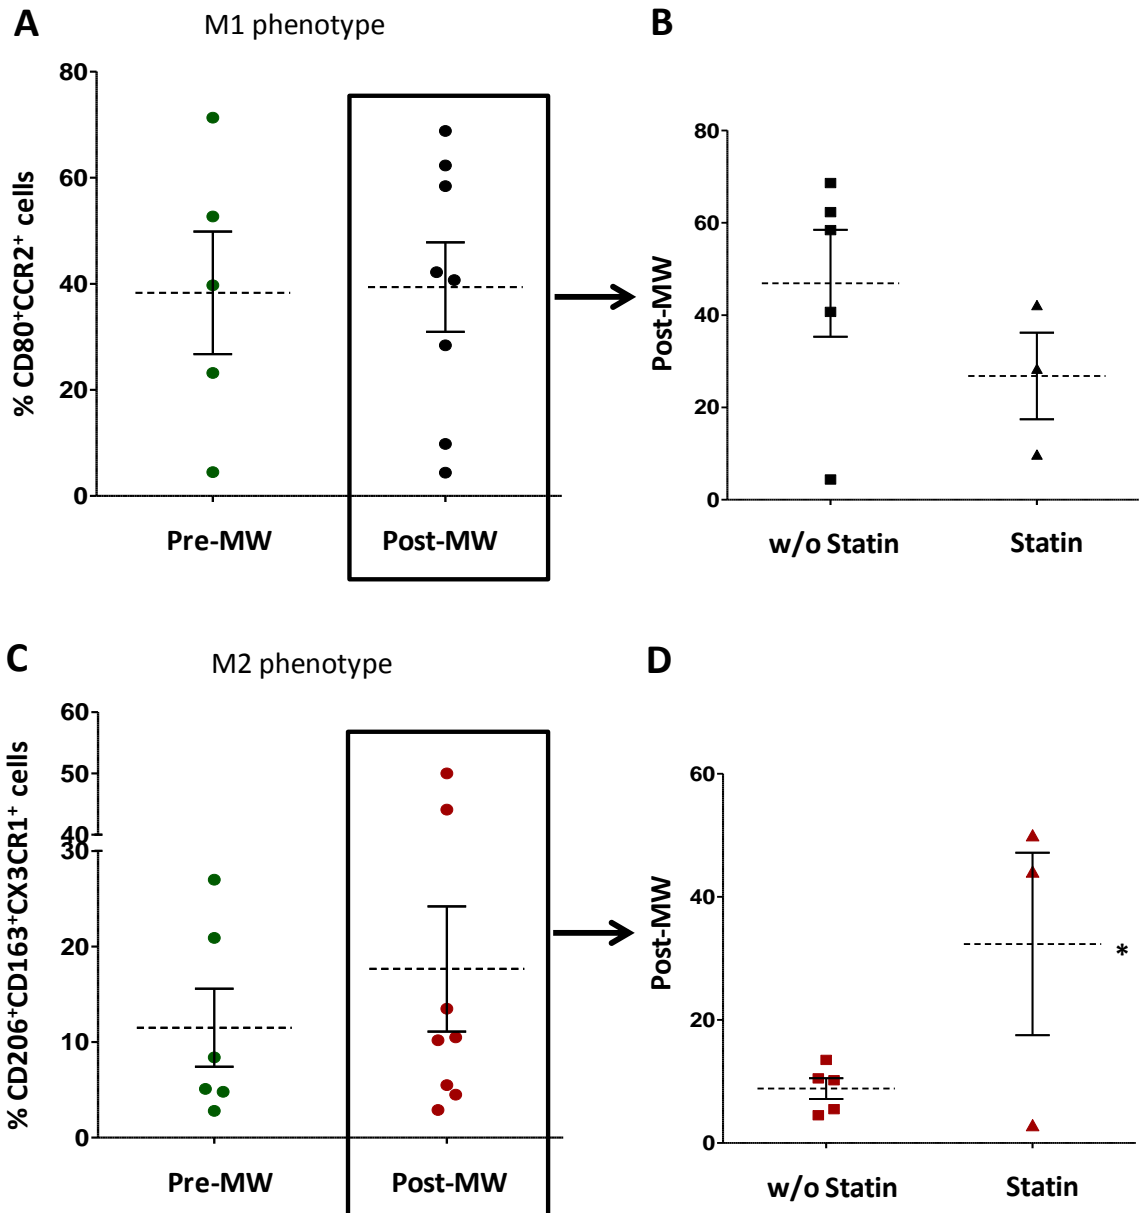 A
M1 phenotype
B
% CD80⁺CCR2⁺ cells
80
60
40
20
0
Pre-MW
Post-MW
Post-MW
80
60
40
20
0
w/o Statin
Statin
C
M2 phenotype
D
% CD206⁺CD163⁺CX3CR1⁺ cells
60
50
40
30
20
10
0
Pre-MW
Post-MW
Post-MW
60
40
20
0
*
w/o Statin
Statin